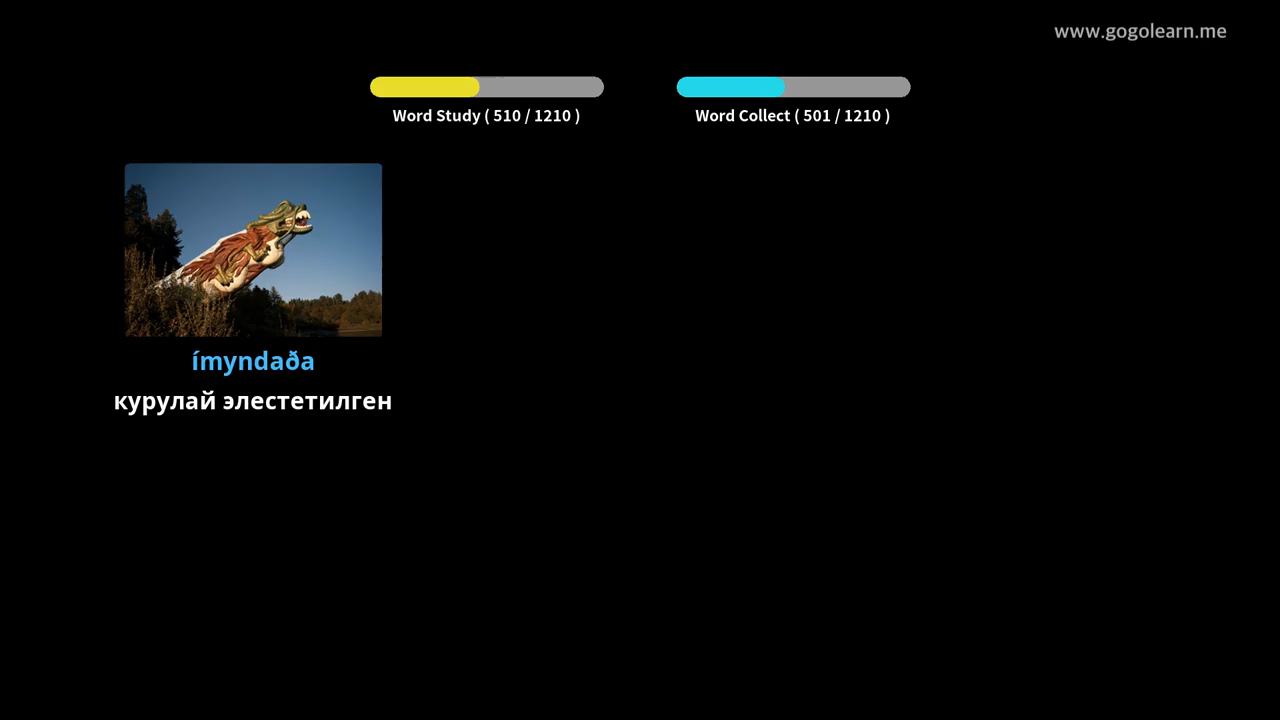 www.gogolearn.me
Word Study ( 510 / 1210 )
Word Collect ( 501 / 1210 )
ímyndaða
курулай элестетилген